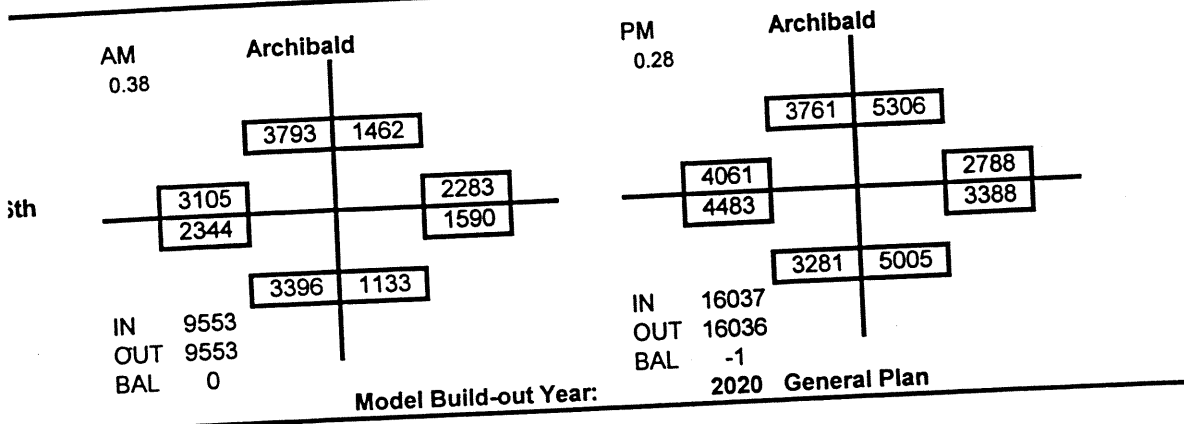 AM Archibald
0.38
3793 1462
3105 2283
2344 1590
3396 1133
IN 9553
OUT 9553
BAL 0
PM Archibald
0.28
3761 5306
4061 2788
4483 3388
3281 5005
IN 16037
OUT 16036
BAL -1
Model Build-out Year: 2020 General Plan